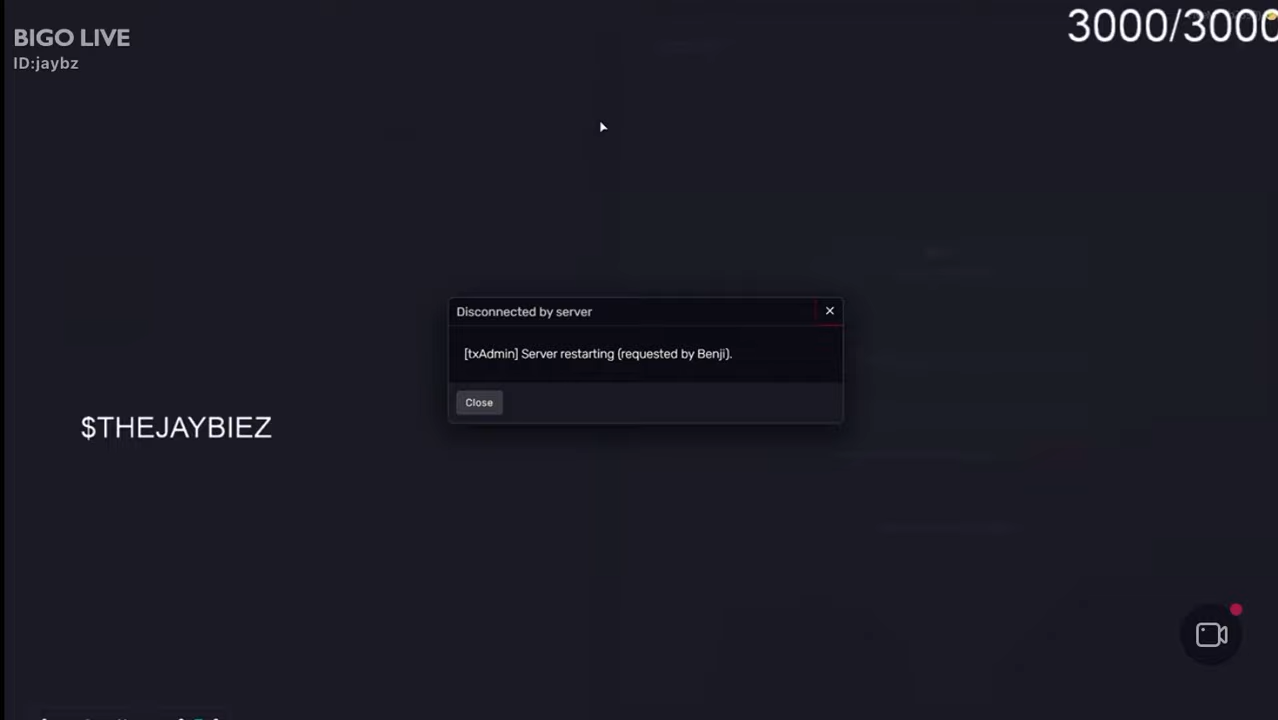 BIGO LIVE
3000/3000
ID:jaybz
Disconnected by server
[txAdmin] Server restarting (requested by Benji).
Close
$THEJAYBIEZ